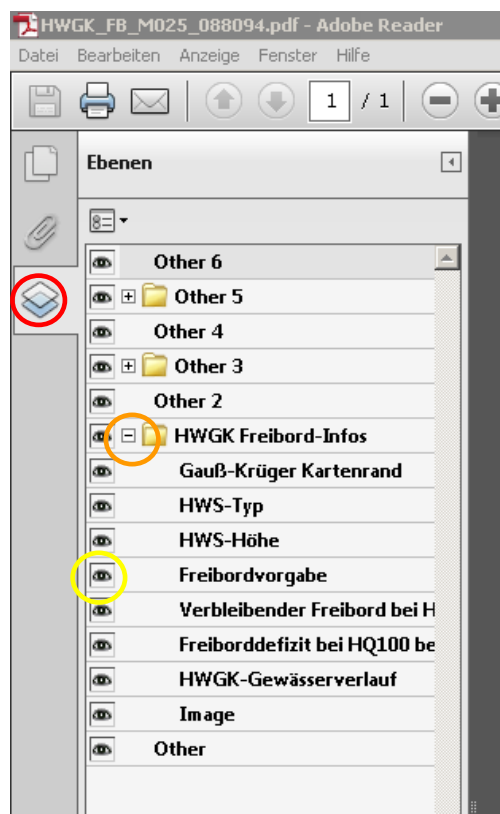 HWGK_FB_M025_088094.pdf - Adobe Reader
Datei Bearbeiten Anzeige Fenster Hilfe
1 / 1
Ebenen
Other 6
Other 5
Other 4
Other 3
Other 2
HWGK Freibord-Infos
Gauß-Krüger Kartenrand
HWS-Typ
HWS-Höhe
Freibordvorgabe
Verbleibender Freibord bei H
Freiborddefizit bei HQ100 be
HWGK-Gewässerverlauf
Image
Other